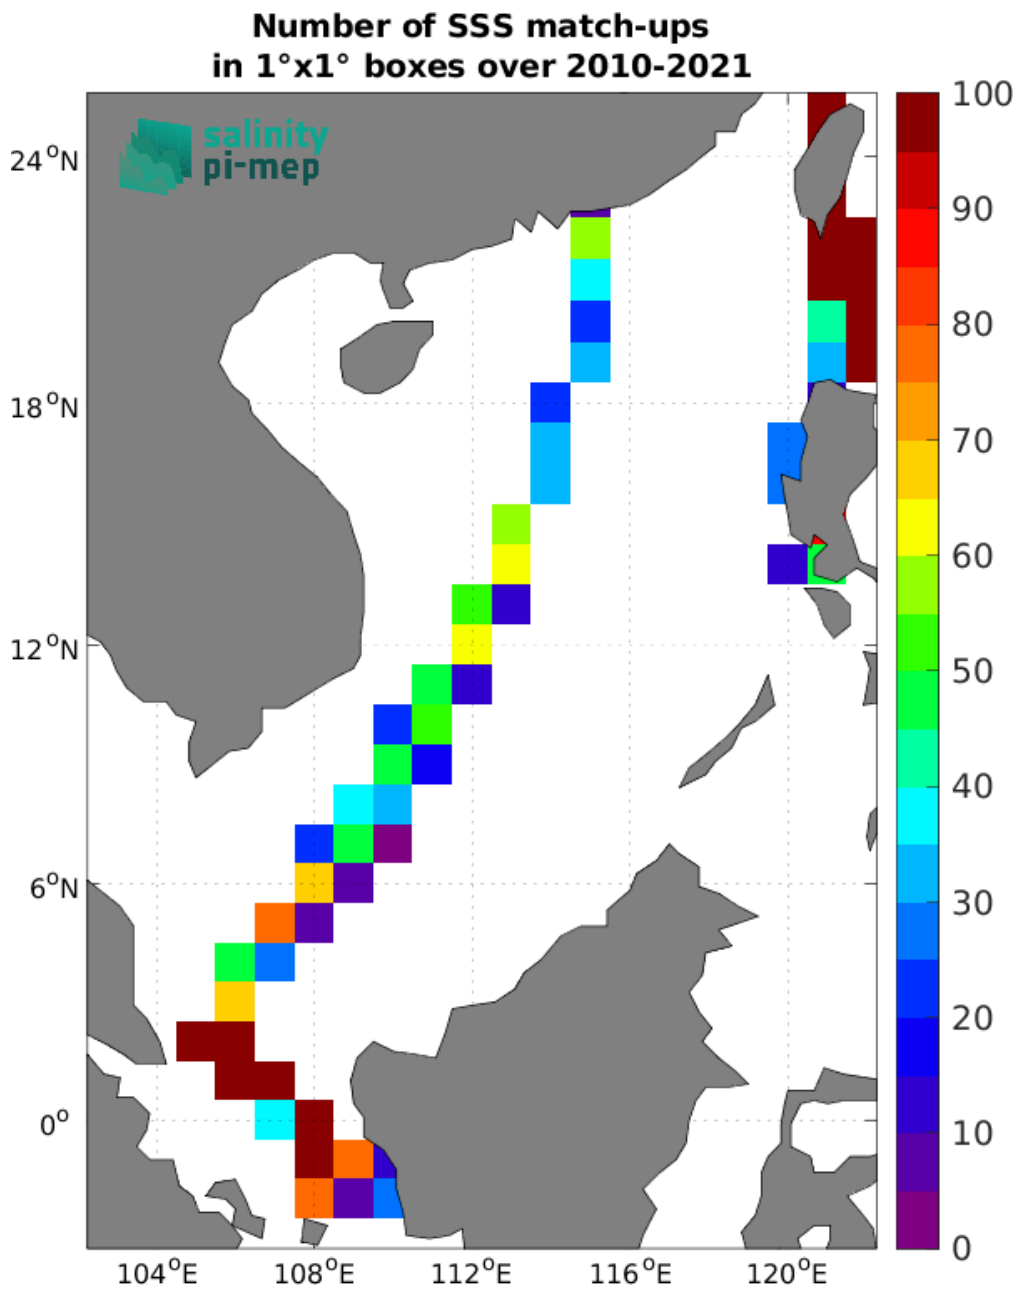 Number of SSS match-ups
in 1°x1° boxes over 2010-2021
salinity
pi-mep
24°N
18°N
12°N
6°N
0°
104°E 108°E 112°E 116°E 120°E
100
90
80
70
60
50
40
30
20
10
0